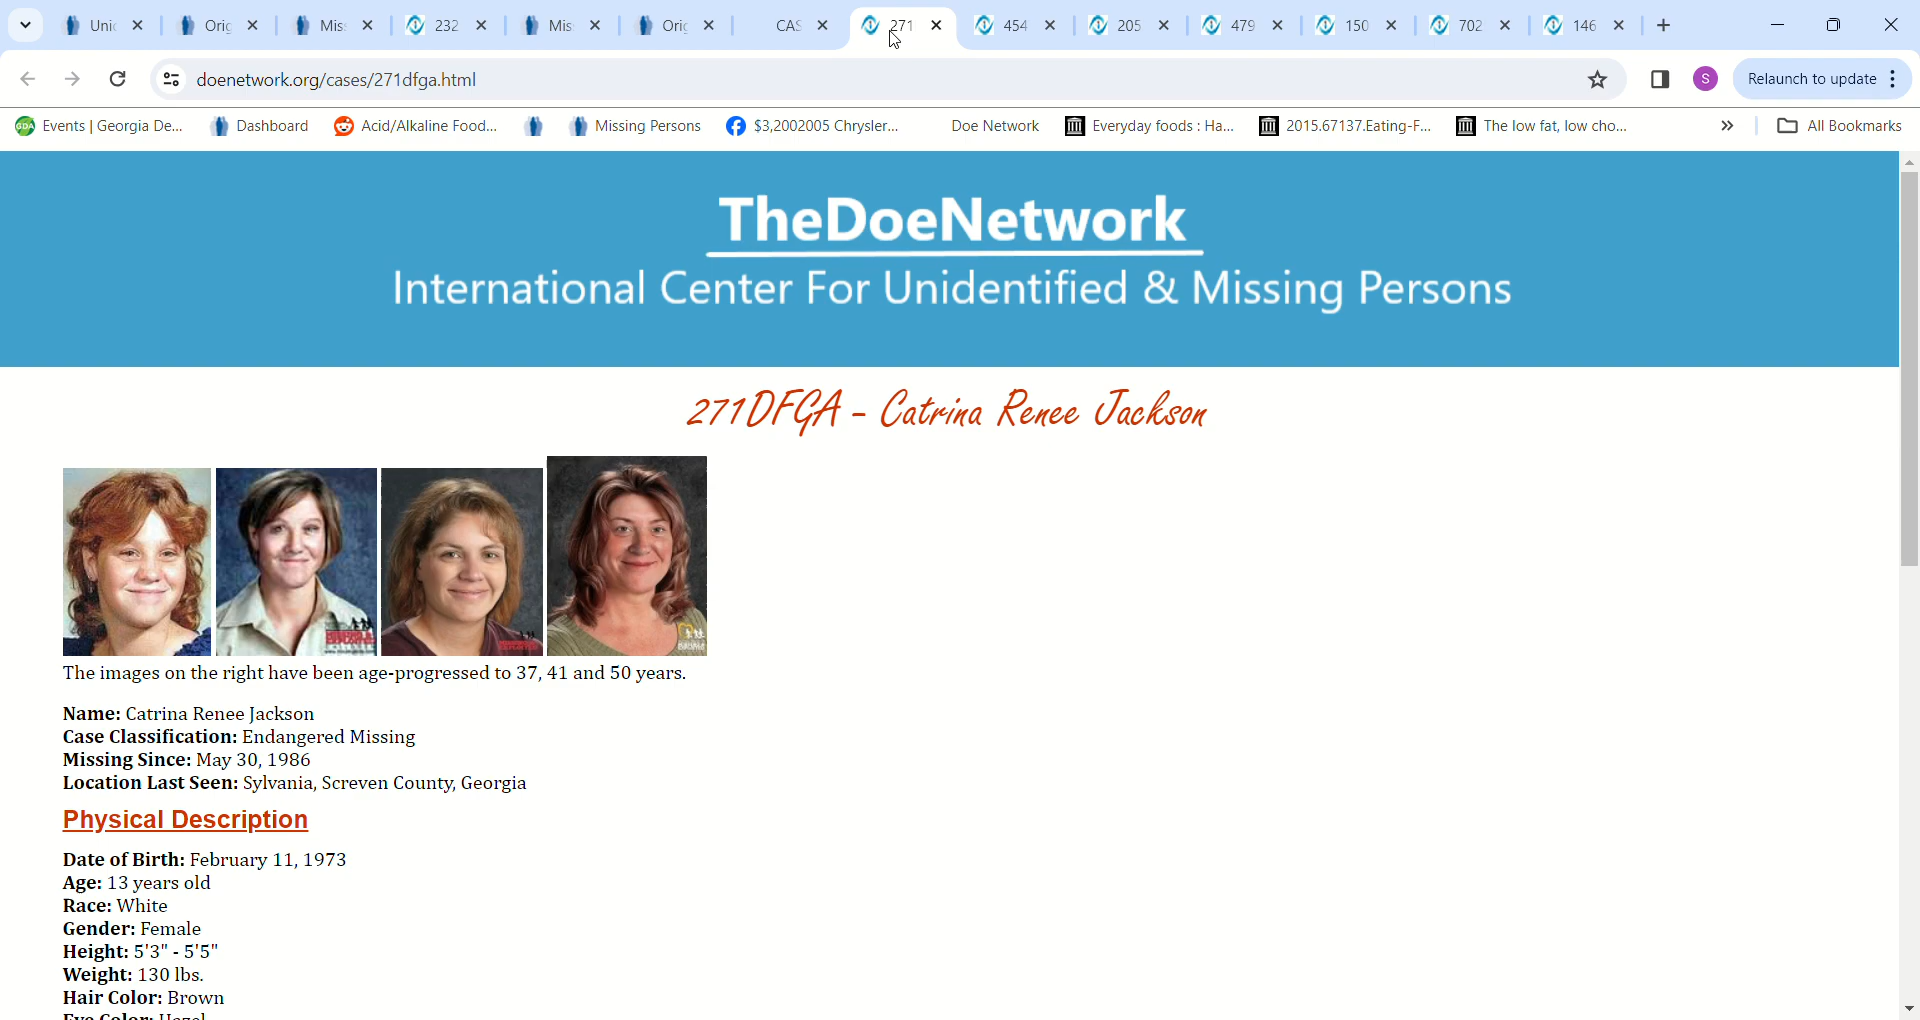 Unic
Orig
Miss
232
Mis
Orig
CAS
271
454
205
479
150
702
146
doenetwork.org/cases/271dfga.html
S
Relaunch to update
GDA Events | Georgia De...
Dashboard
Acid/Alkaline Food...
Missing Persons
$3,2002005 Chrysler...
Doe Network
Everyday foods : Ha...
2015.67137.Eating-F...
The low fat, low cho...
All Bookmarks
TheDoeNetwork
International Center For Unidentified & Missing Persons
271DFGA - Catrina Renee Jackson
The images on the right have been age-progressed to 37, 41 and 50 years.
Name: Catrina Renee Jackson
Case Classification: Endangered Missing
Missing Since: May 30, 1986
Location Last Seen: Sylvania, Screven County, Georgia
Physical Description
Date of Birth: February 11, 1973
Age: 13 years old
Race: White
Gender: Female
Height: 5'3" - 5'5"
Weight: 130 lbs.
Hair Color: Brown
Eye Color: Hazel